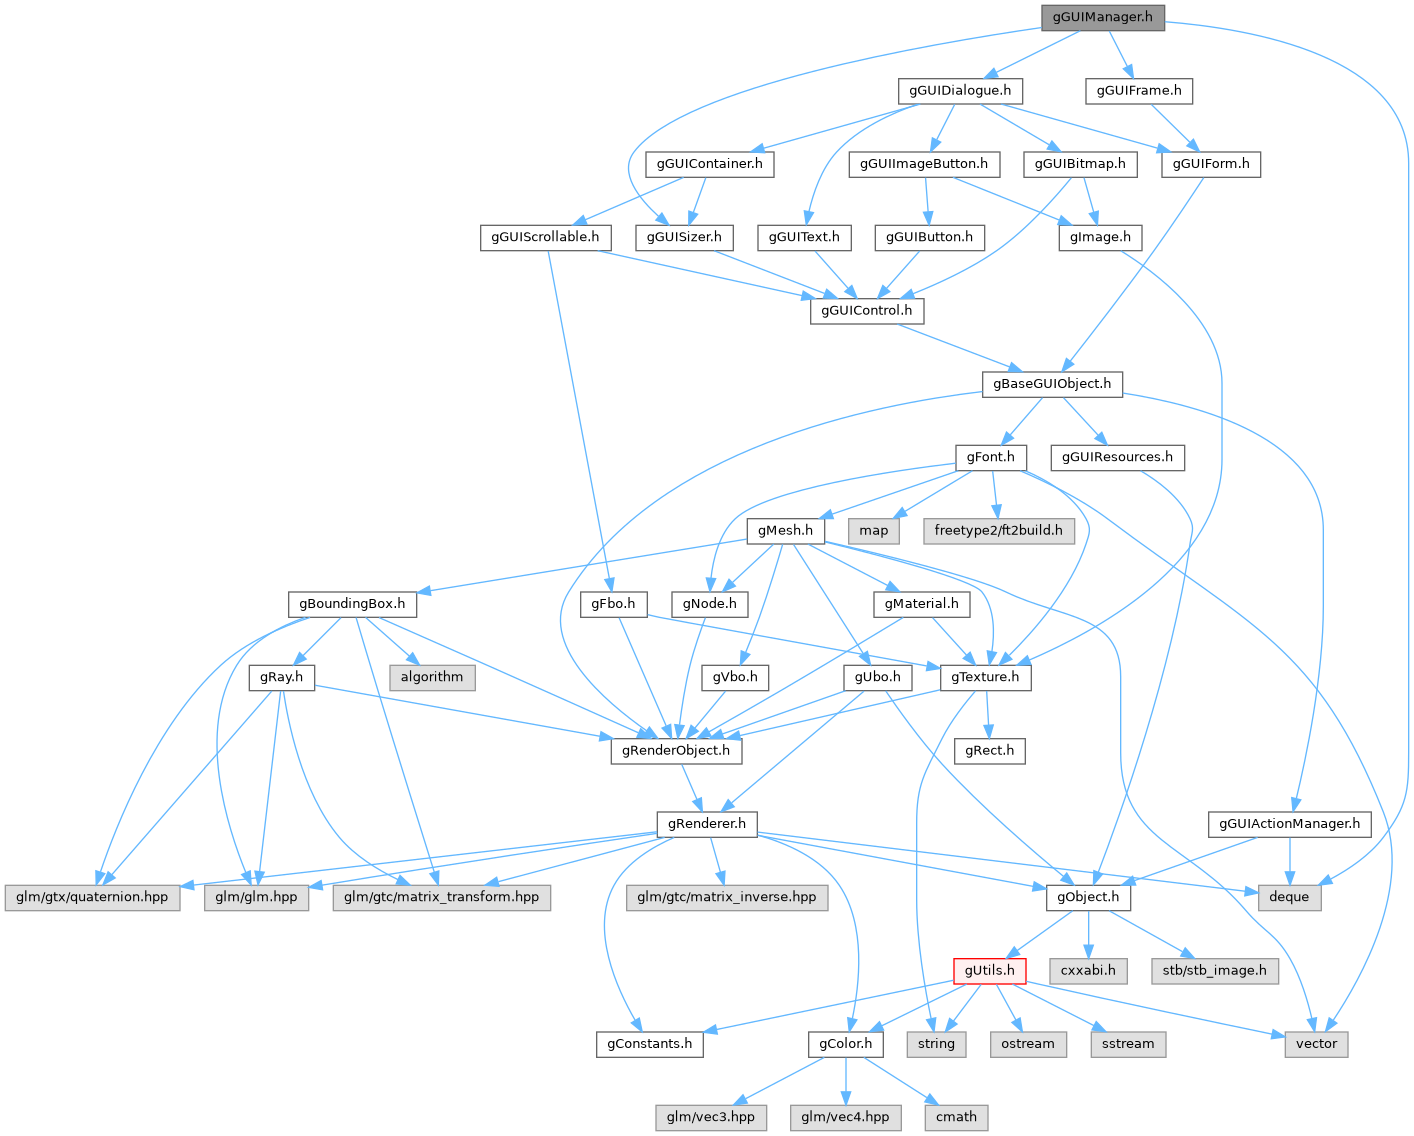 gGUIManager.h
gGUIDialogue.h
gGUIFrame.h
gGUIContainer.h
gGUIImageButton.h
gGUIBitmap.h
gGUIForm.h
gGUIScrollable.h
gGUISizer.h
gGUIText.h
gGUIButton.h
gImage.h
gGUIControl.h
gBaseGUIObject.h
gFont.h
gGUIResources.h
gMesh.h
map
freetype2/ft2build.h
gBoundingBox.h
gFbo.h
gNode.h
gMaterial.h
gRay.h
algorithm
gVbo.h
gUbo.h
gTexture.h
gRenderObject.h
gRect.h
gRenderer.h
gGUIActionManager.h
glm/gtx/quaternion.hpp
glm/glm.hpp
glm/gtc/matrix_transform.hpp
glm/gtc/matrix_inverse.hpp
gObject.h
deque
gUtils.h
cxxabi.h
stb/stb_image.h
gConstants.h
gColor.h
string
ostream
sstream
vector
glm/vec3.hpp
glm/vec4.hpp
cmath